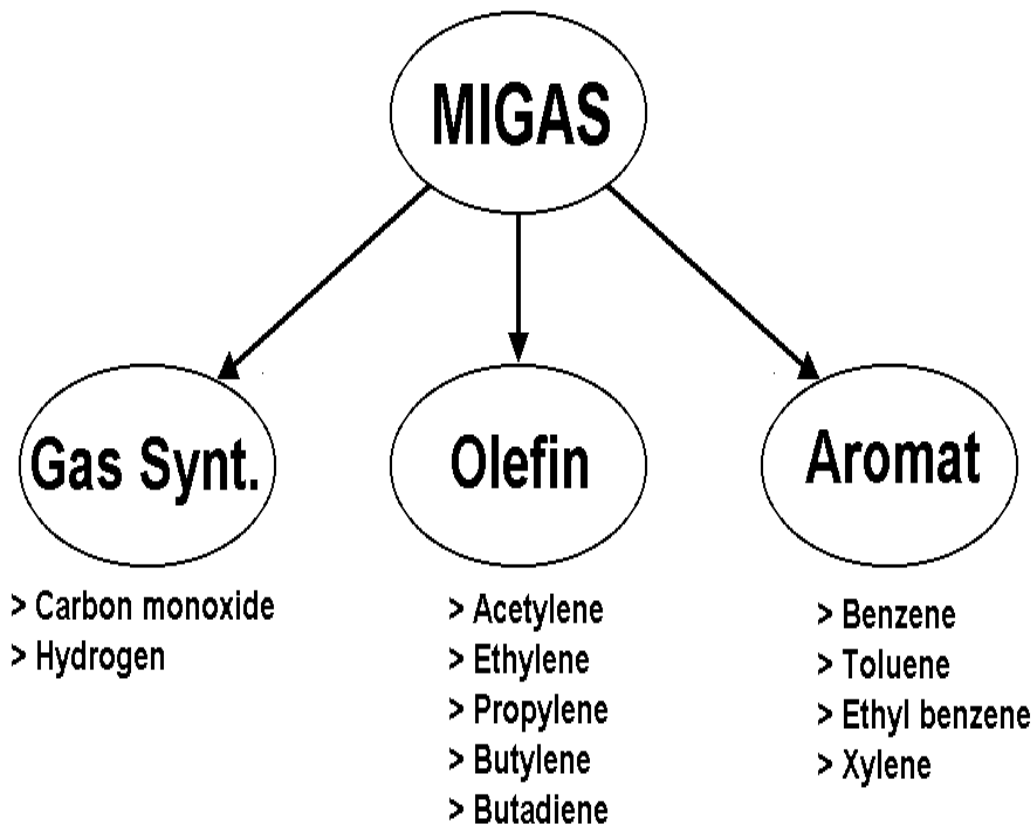 MIGAS
Gas Synt.
> Carbon monoxide
> Hydrogen
Olefin
> Acetylene
> Ethylene
> Propylene
> Butylene
> Butadiene
Aromat
> Benzene
> Toluene
> Ethyl benzene
> Xylene